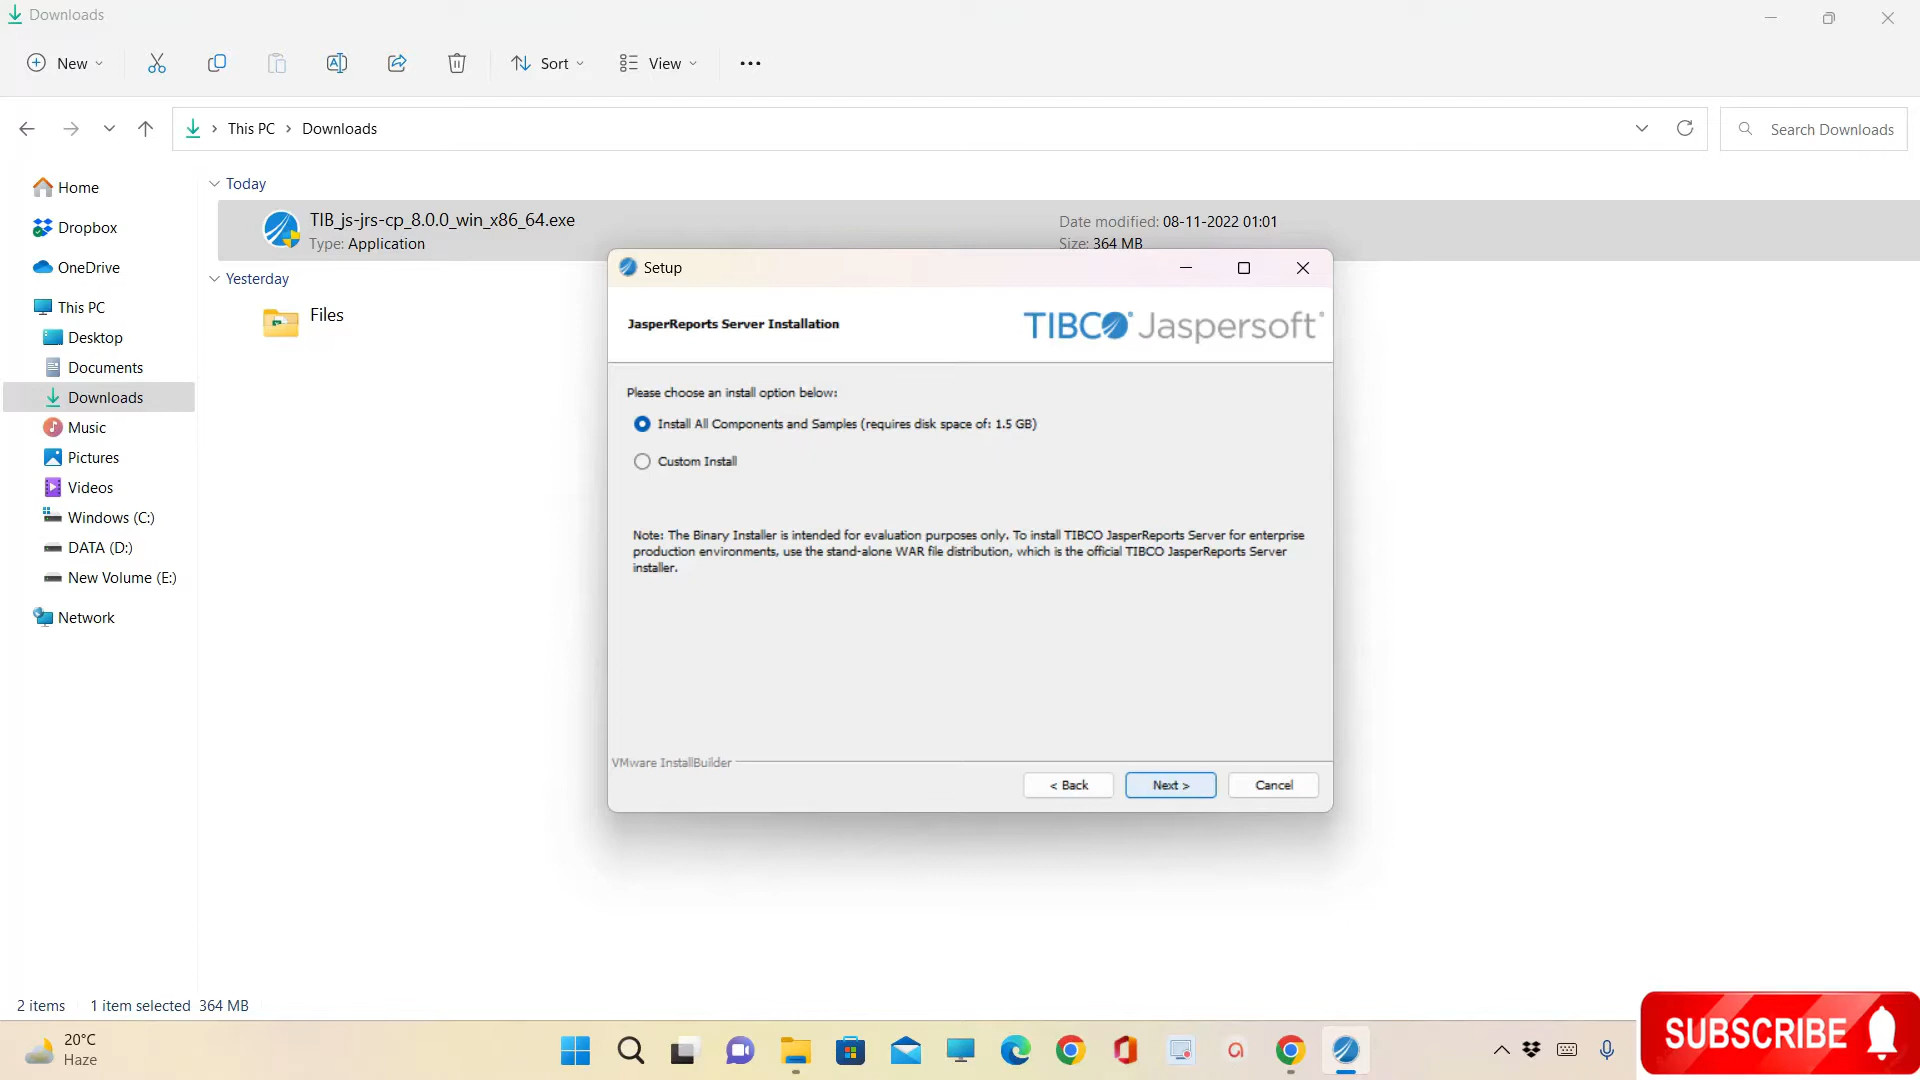 Downloads
New
Sort
View
This PC
Downloads
Search Downloads
Home
Dropbox
OneDrive
This PC
Desktop
Documents
Downloads
Music
Pictures
Videos
Windows (C:)
DATA (D:)
New Volume (E:)
Network
Today
TIB_js-jrs-cp_8.0.0_win_x86_64.exe
Type: Application
Date modified: 08-11-2022 01:01
Size: 364 MB
Yesterday
Files
Setup
JasperReports Server Installation
TIBCO Jaspersoft
Please choose an install option below:
Install All Components and Samples (requires disk space of: 1.5 GB)
Custom Install
Note: The Binary Installer is intended for evaluation purposes only. To install TIBCO JasperReports Server for enterprise
production environments, use the stand-alone WAR file distribution, which is the official TIBCO JasperReports Server
installer.
VMware InstallBuilder
< Back
Next >
Cancel
2 items
1 item selected 364 MB
20°C
Haze
SUBSCRIBE